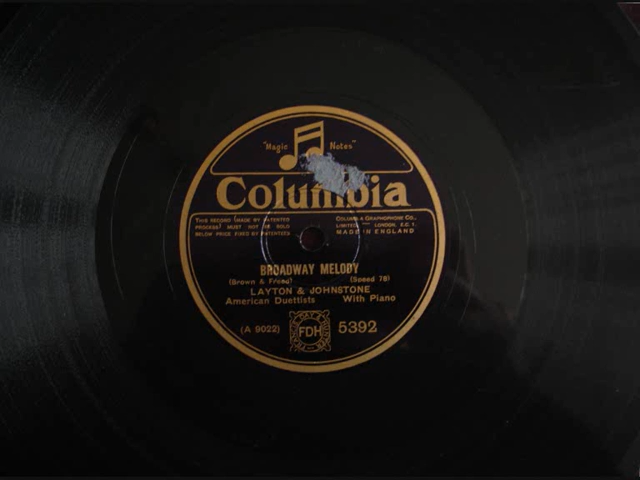 "Magic Notes"
Columbia
THIS RECORD (MADE BY PATENTED
PROCESS) MUST NOT BE SOLD
BELOW PRICE FIXED BY PATENTEES
COLUMBIA GRAPHOPHONE CO.,
LIMITED, LONDON, E.C.1.
MADE IN ENGLAND
BROADWAY MELODY
(Brown & Freed) (Speed 78)
LAYTON & JOHNSTONE
American Duettists With Piano
(A 9022) FDH 5392